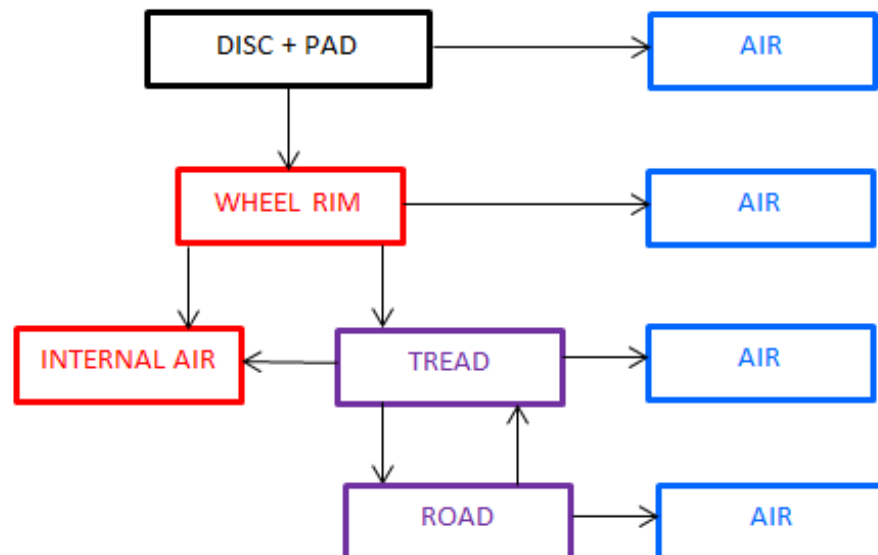 DISC + PAD
AIR
WHEEL RIM
AIR
INTERNAL AIR
TREAD
AIR
ROAD
AIR